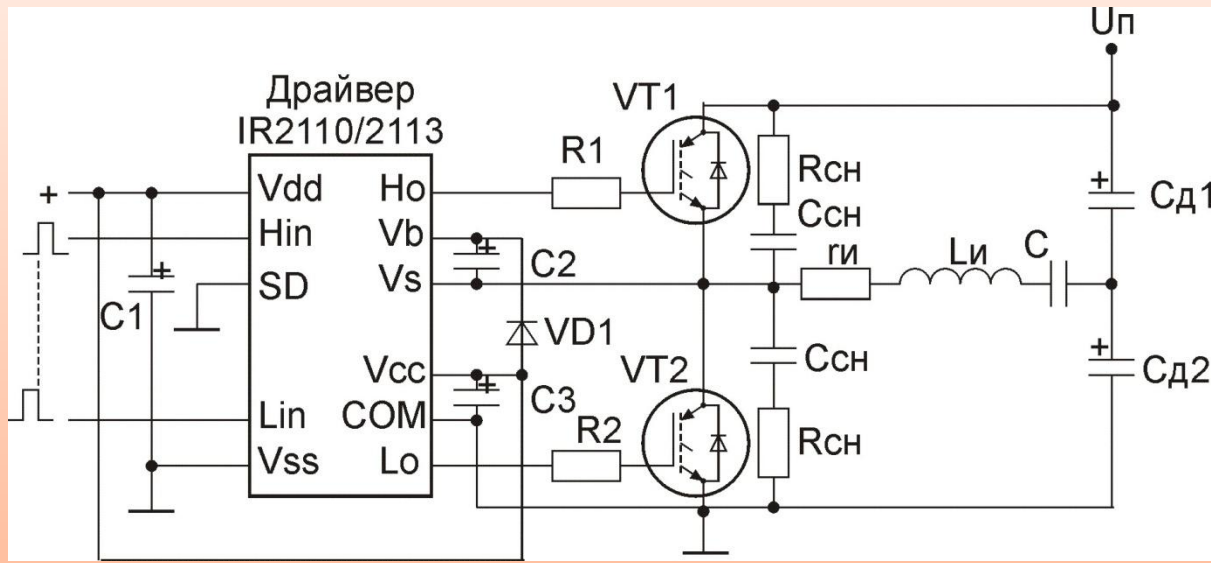 Uп
Драйвер
IR2110/2113
VT1
R1
+
Vdd
Ho
Rсн
+
Cд1
Hin
Vb
+
C2
Cсн
rи
Lи
C
SD
Vs
+
C1
VD1
Cсн
+
Cд2
Vcc
+
C3
VT2
Lin
COM
R2
Rсн
Vss
Lo